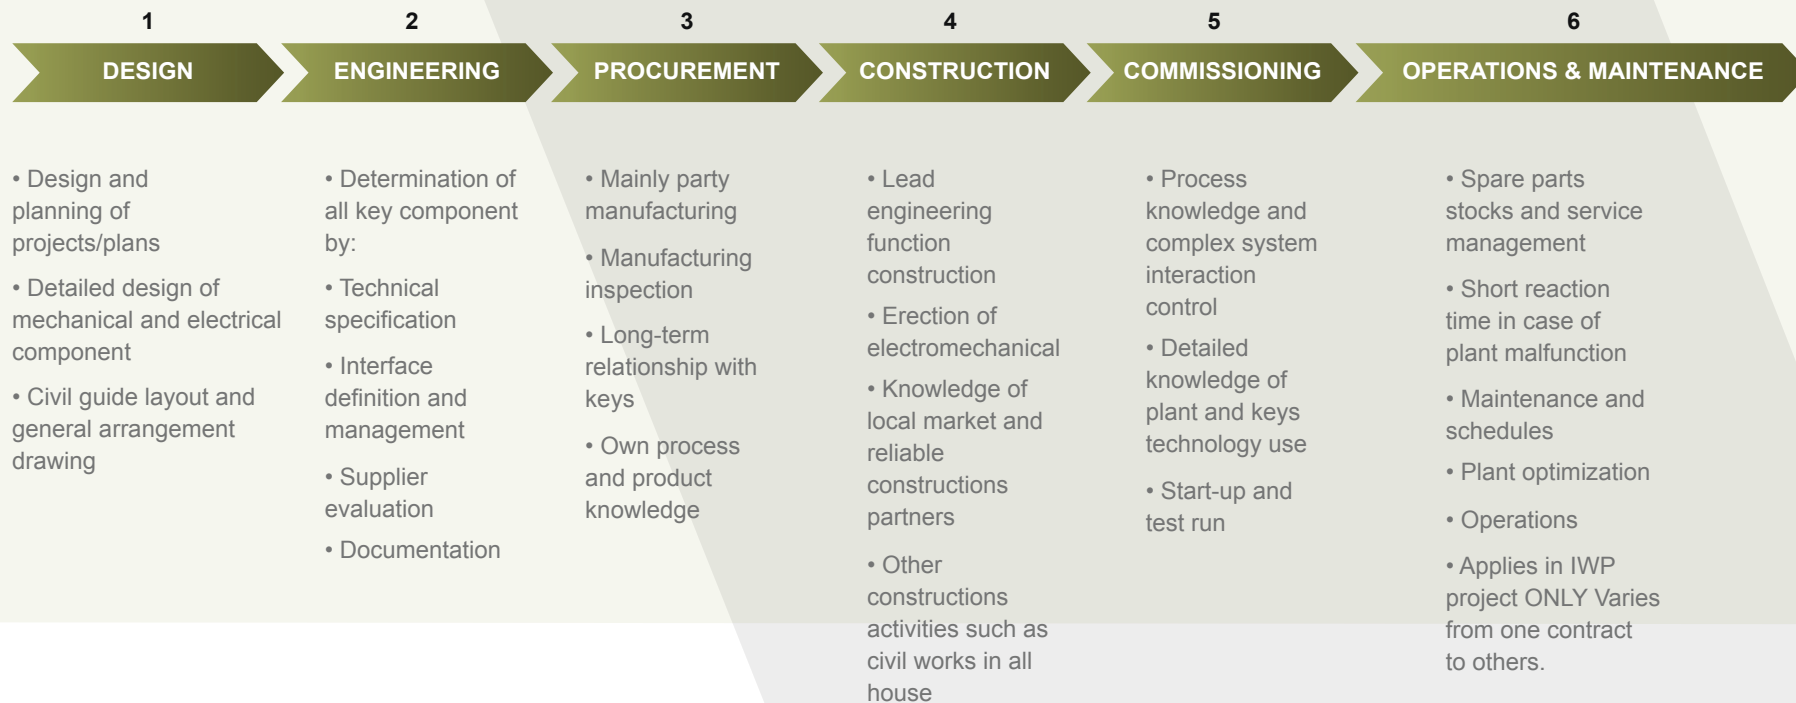 1
DESIGN
• Design and
planning of
projects/plans
• Detailed design of
mechanical and electrical
component
• Civil guide layout and
general arrangement
drawing
2
ENGINEERING
• Determination of
all key component
by:
• Technical
specification
• Interface
definition and
management
• Supplier
evaluation
• Documentation
3
PROCUREMENT
• Mainly party
manufacturing
• Manufacturing
inspection
• Long-term
relationship with
keys
• Own process
and product
knowledge
4
CONSTRUCTION
• Lead
engineering
function
construction
• Erection of
electromechanical
• Knowledge of
local market and
reliable
constructions
partners
• Other
constructions
activities such as
civil works in all
house
5
COMMISSIONING
• Process
knowledge and
complex system
interaction
control
• Detailed
knowledge of
plant and keys
technology use
• Start-up and
test run
6
OPERATIONS & MAINTENANCE
• Spare parts
stocks and service
management
• Short reaction
time in case of
plant malfunction
• Maintenance and
schedules
• Plant optimization
• Operations
• Applies in IWP
project ONLY Varies
from one contract
to others.